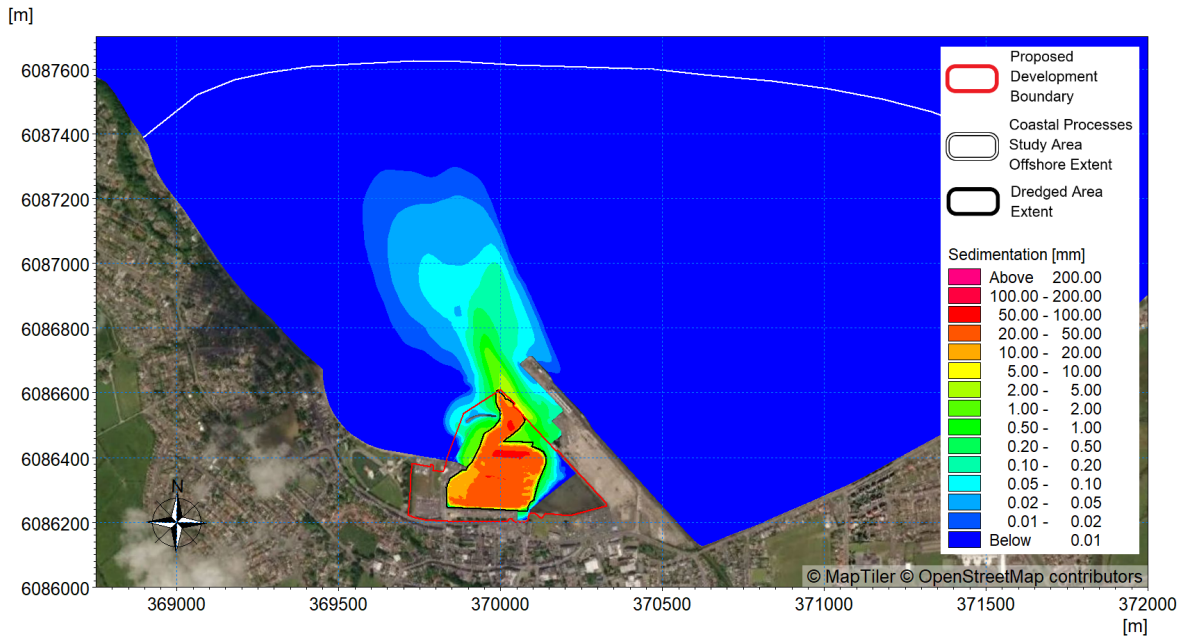 [m]
6087600
6087400
6087200
6087000
6086800
6086600
6086400
6086200
6086000
369000 369500 370000 370500 371000 371500 372000
[m]
N
Proposed
Development
Boundary
Coastal Processes
Study Area
Offshore Extent
Dredged Area
Extent
Sedimentation [mm]
Above 200.00
100.00 - 200.00
50.00 - 100.00
20.00 - 50.00
10.00 - 20.00
5.00 - 10.00
2.00 - 5.00
1.00 - 2.00
0.50 - 1.00
0.20 - 0.50
0.10 - 0.20
0.05 - 0.10
0.02 - 0.05
0.01 - 0.02
Below 0.01
© MapTiler © OpenStreetMap contributors